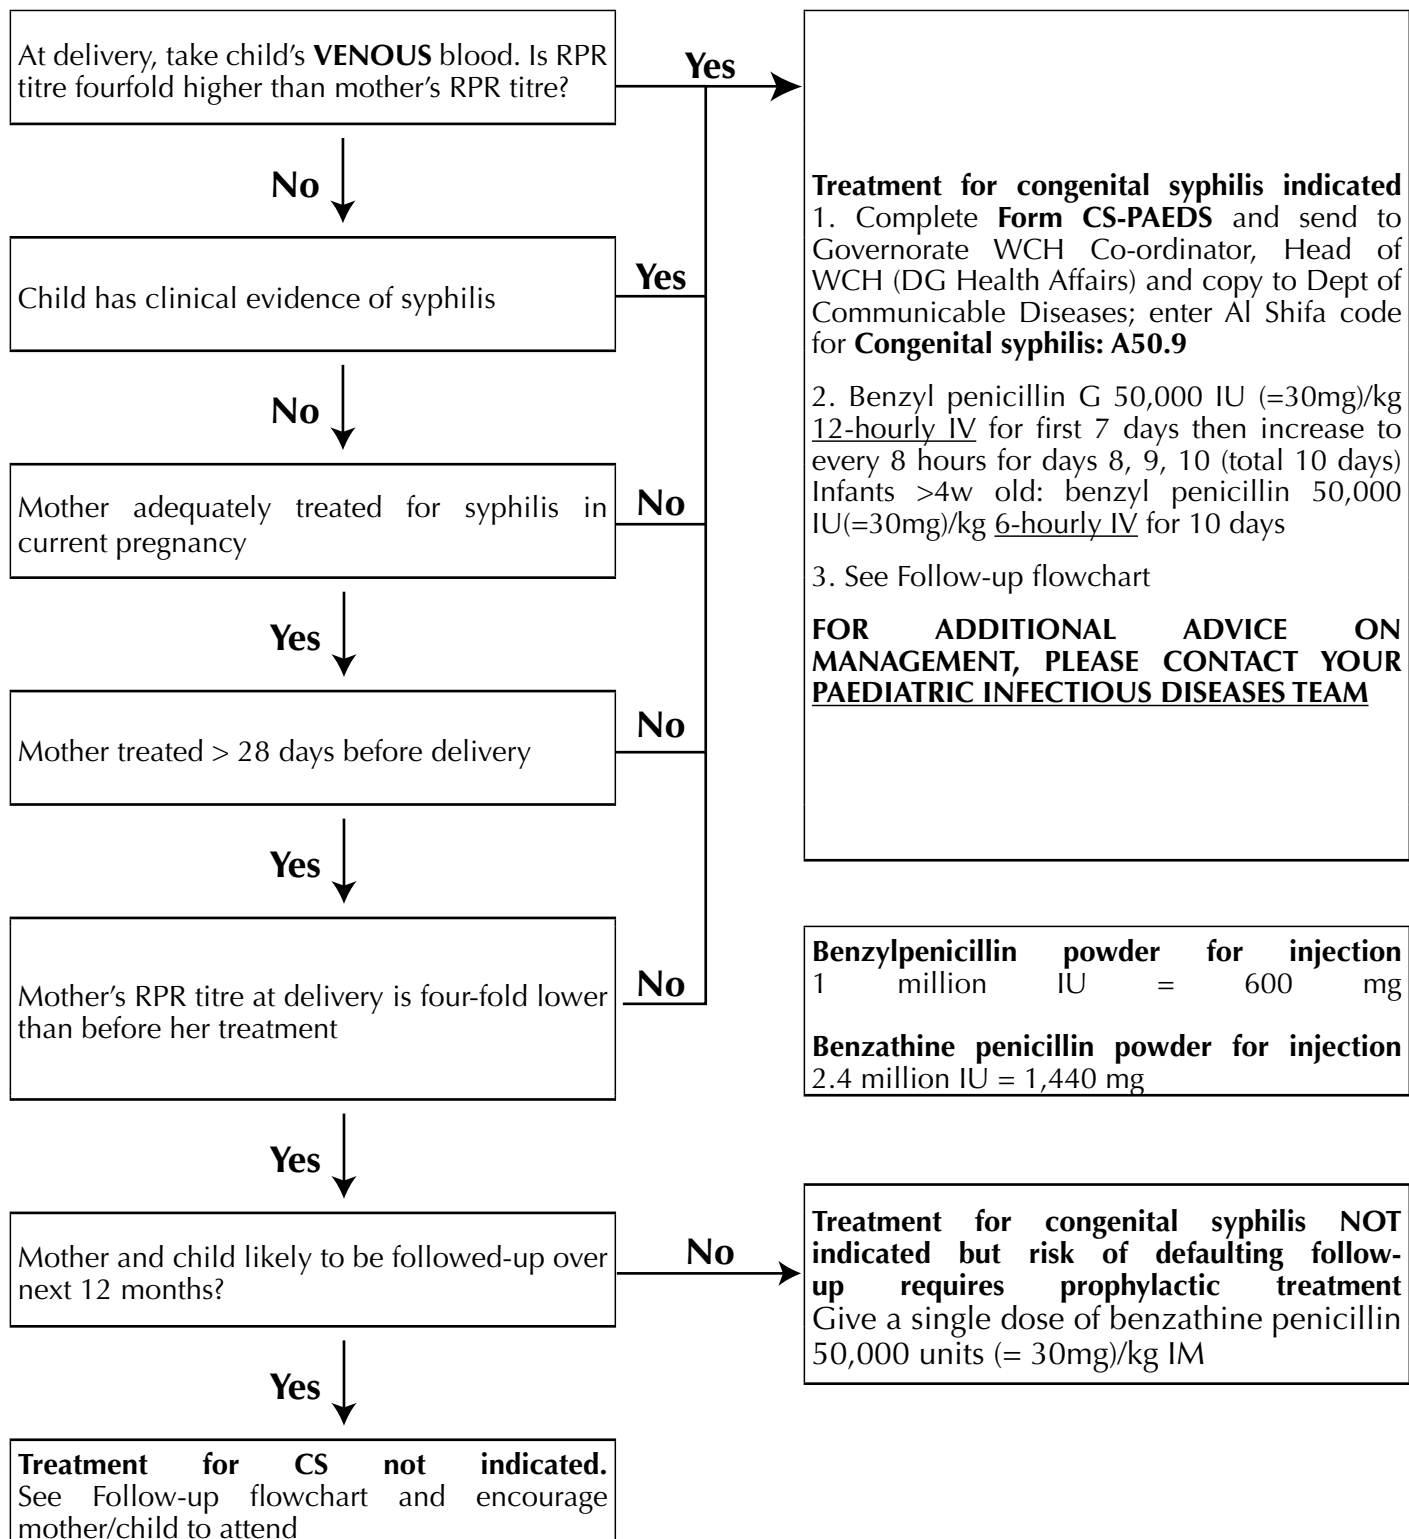 At delivery, take child’s VENOUS blood. Is RPR
titre fourfold higher than mother’s RPR titre?
Yes
No
Child has clinical evidence of syphilis
Yes
No
Mother adequately treated for syphilis in
current pregnancy
No
Yes
Mother treated > 28 days before delivery
No
Yes
Mother’s RPR titre at delivery is four-fold lower
than before her treatment
No
Yes
Mother and child likely to be followed-up over
next 12 months?
No
Yes
Treatment for CS not indicated.
See Follow-up flowchart and encourage
mother/child to attend
Treatment for congenital syphilis indicated
1. Complete Form CS-PAEDS and send to
Governorate WCH Co-ordinator, Head of
WCH (DG Health Affairs) and copy to Dept of
Communicable Diseases; enter Al Shifa code
for Congenital syphilis: A50.9
2. Benzyl penicillin G 50,000 IU (=30mg)/kg
12-hourly IV for first 7 days then increase to
every 8 hours for days 8, 9, 10 (total 10 days)
Infants >4w old: benzyl penicillin 50,000
IU(=30mg)/kg 6-hourly IV for 10 days
3. See Follow-up flowchart
FOR ADDITIONAL ADVICE ON
MANAGEMENT, PLEASE CONTACT YOUR
PAEDIATRIC INFECTIOUS DISEASES TEAM
Benzylpenicillin powder for injection
1 million IU = 600 mg
Benzathine penicillin powder for injection
2.4 million IU = 1,440 mg
Treatment for congenital syphilis NOT
indicated but risk of defaulting follow-
up requires prophylactic treatment
Give a single dose of benzathine penicillin
50,000 units (= 30mg)/kg IM